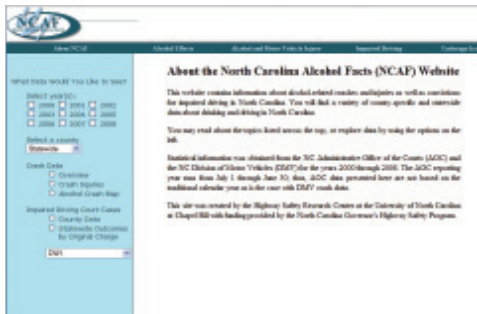 NCAF
About NCAF
Alcohol Effects
Alcohol and Motor Vehicle Injury
Impaired Driving
What Data Would You Like to See?
Select year(s):
2000 2001 2002
2003 2004 2005
2006 2007 2008
Select a county
Statewide
Crash Data
Overview
Crash Injuries
Alcohol Crash Map
Impaired Driving Court Cases
County Data
Statewide Outcomes
by Original Charge
DWI
About the North Carolina Alcohol Facts (NCAF) Website
This website contains information about alcohol-related crashes and injuries as well as convictions
for impaired driving in North Carolina. You will find a variety of county-specific and statewide
data about drinking and driving in North Carolina.
You may read about the topics listed across the top, or explore data by using the options on the
left.
Statistical information was obtained from the NC Administrative Office of the Courts (AOC) and
the NC Division of Motor Vehicles (DMV) for the years 2000 through 2008. The AOC reporting
year runs from July 1 through June 30; thus, AOC data presented here are not based on the
traditional calendar year as is the case with DMV crash data.
This site was created by the Highway Safety Research Center at the University of North Carolina
at Chapel Hill with funding provided by the North Carolina Governor's Highway Safety Program.